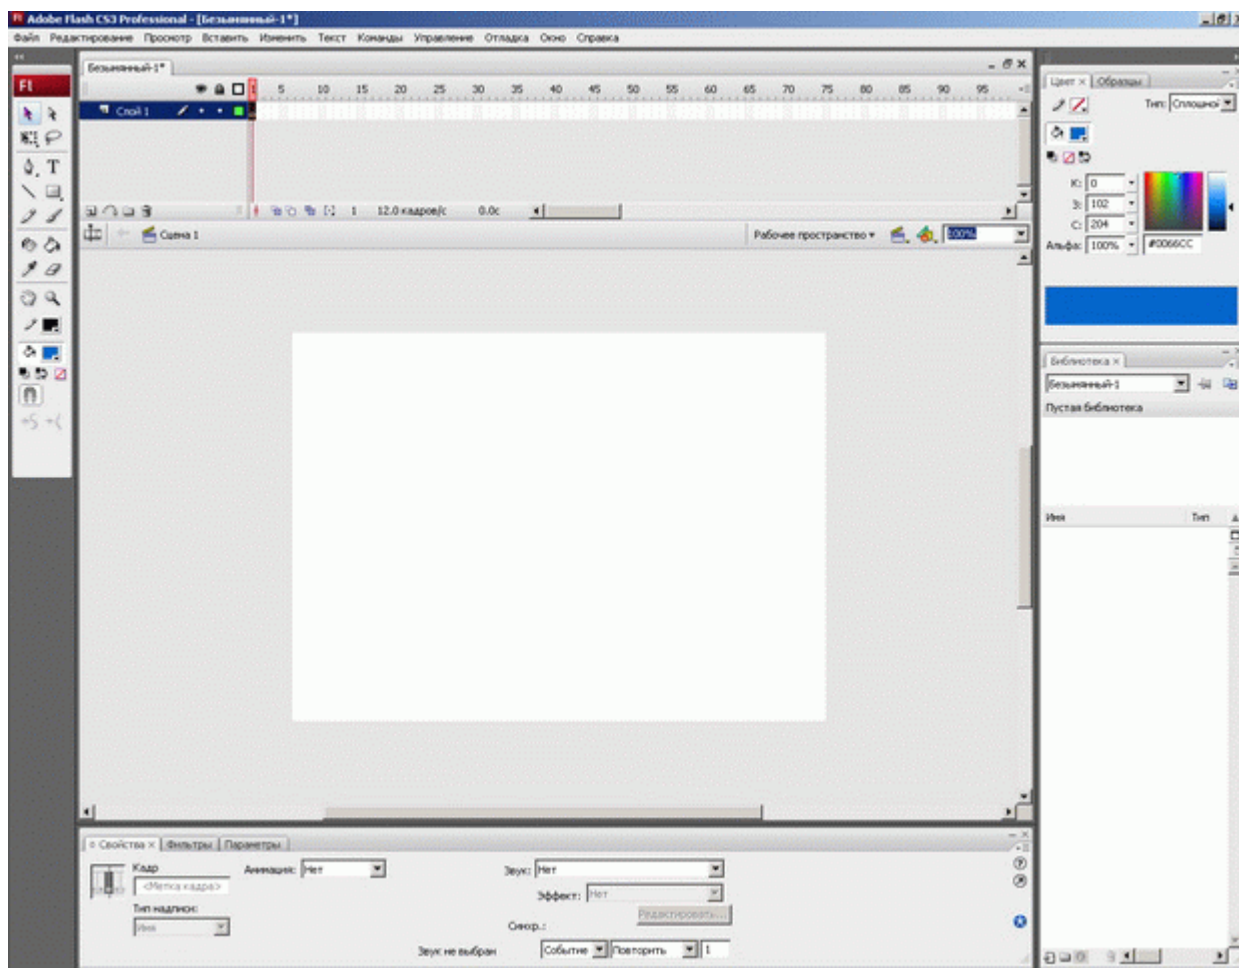 Adobe Flash CS3 Professional - [Безымянный-1*]
Файл Редактирование Просмотр Вставить Изменить Текст Команды Управление Отладка Окно Справка
Безымянный-1*
Fl
1 5 10 15 20 25 30 35 40 45 50 55 60 65 70 75 80 85 90 95
Слой 1
1 12.0 кадров/с 0.0с
Сцена 1 Рабочее пространство 100%
Цвет × Образцы
Тип: Сплошной
К: 0
З: 102
С: 204
Альфа: 100% #0066CC
Библиотека ×
Безымянный-1
Пустая библиотека
Имя Тип
Свойства × Фильтры Параметры
Кадр Анимация: Нет Звук: Нет
<Метка кадра> Эффект: Нет
Тип надписи: Редактировать...
Имя Синхр.:
Звук не выбран Событие Повторить 1